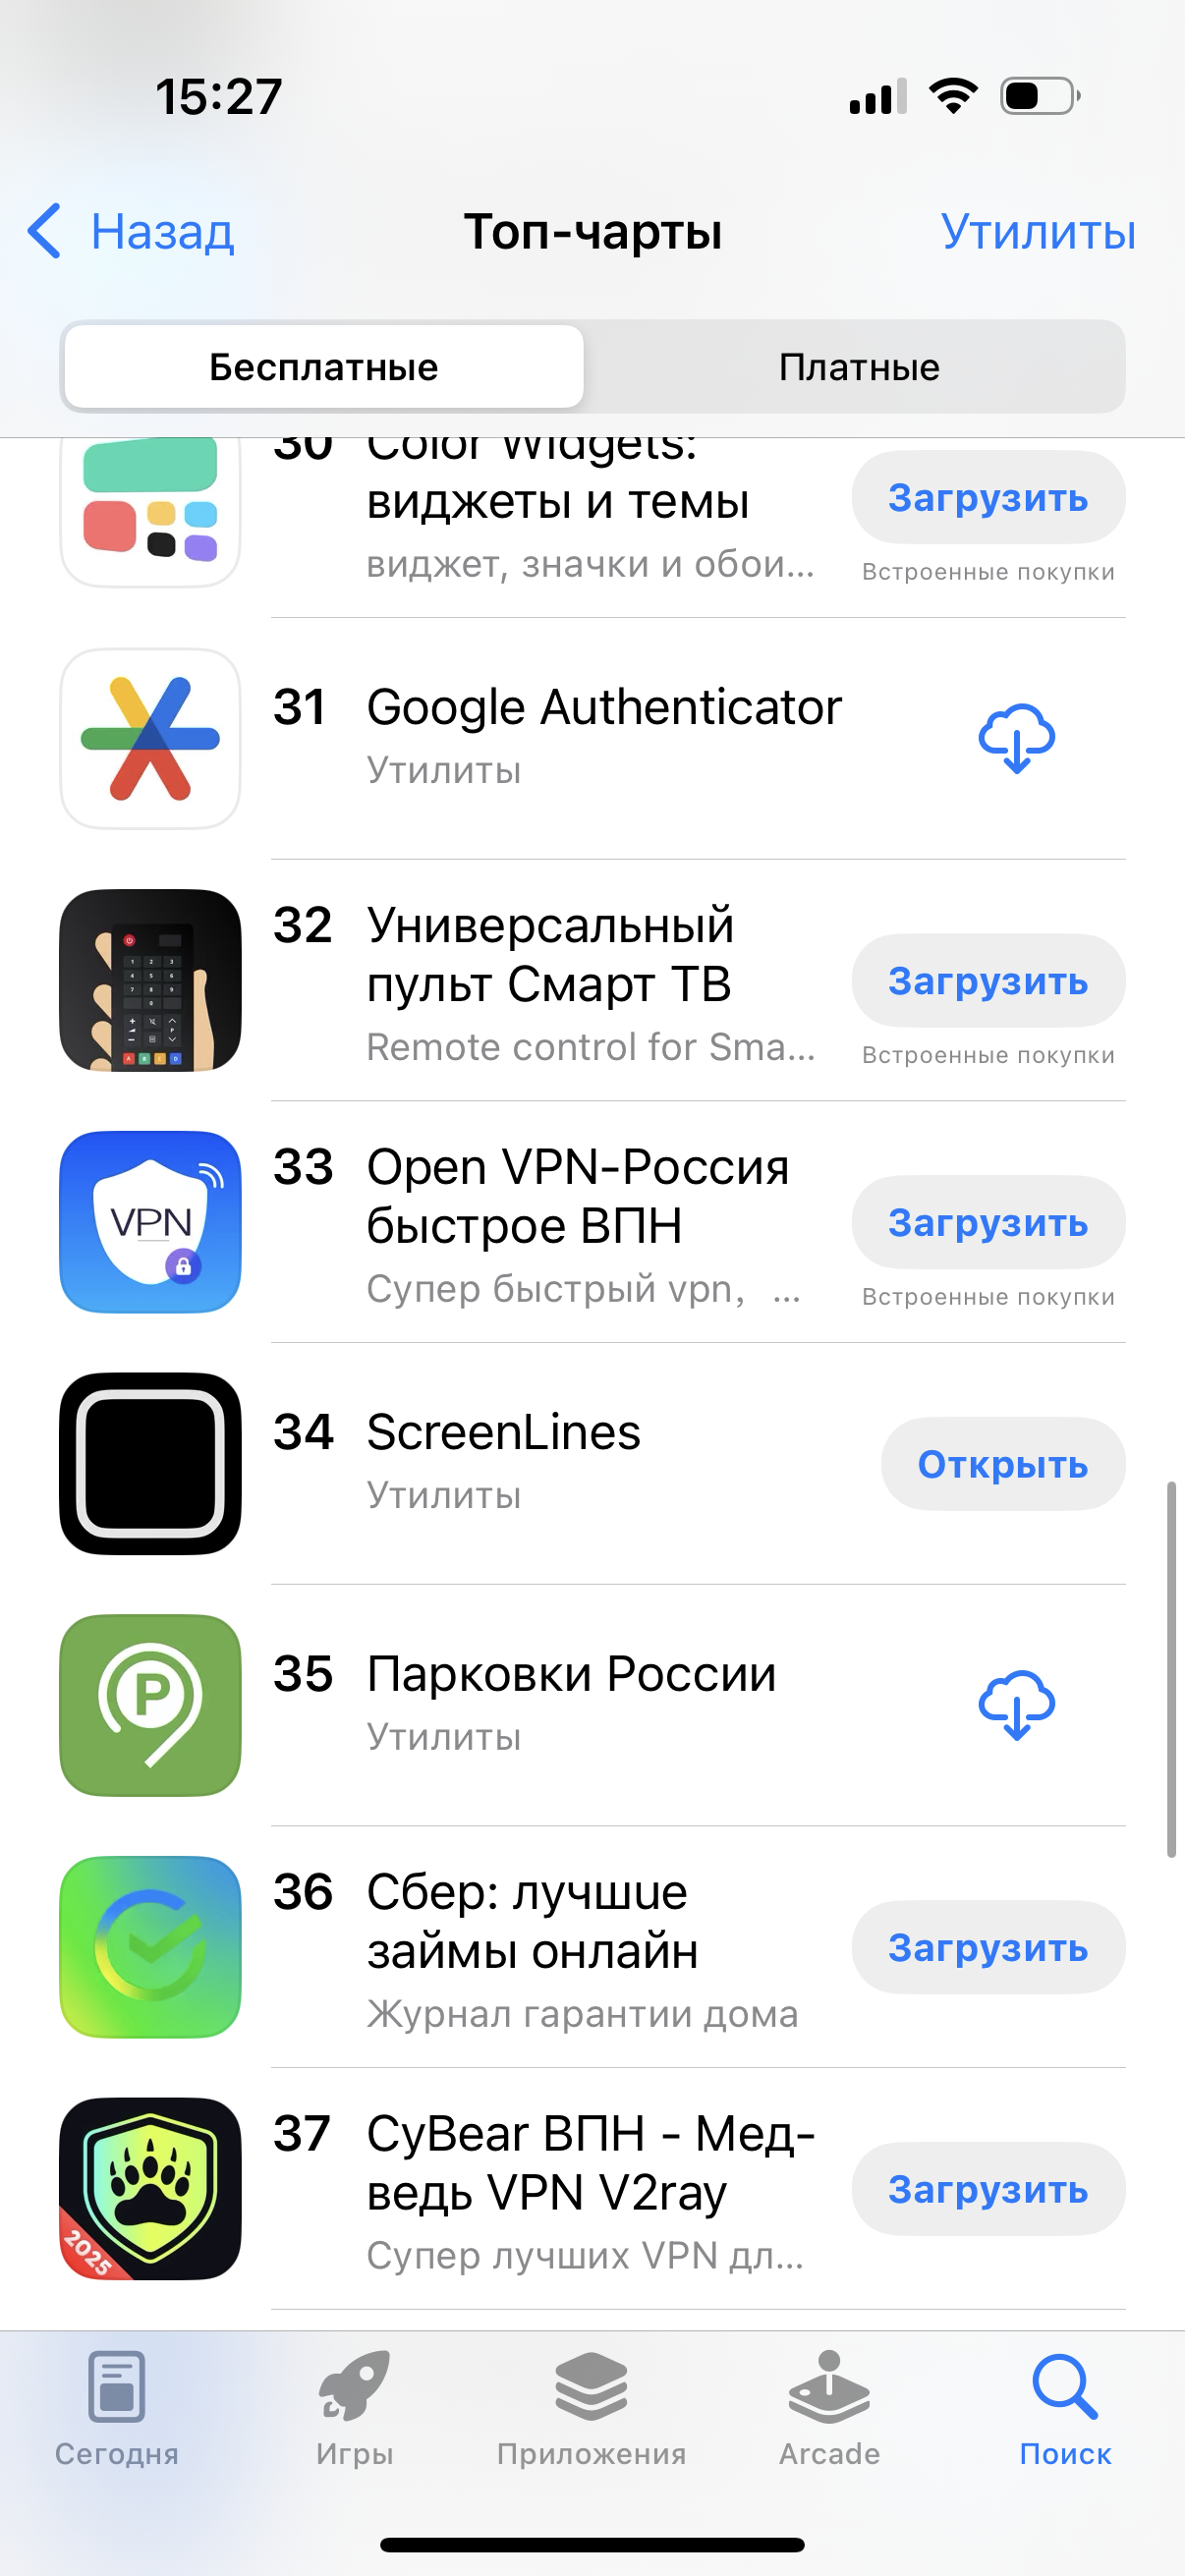 15:27
Назад
Топ-чарты
Утилиты
Бесплатные
Платные
30 Color Widgets:
виджеты и темы
виджет, значки и обои...
Загрузить
Встроенные покупки
31 Google Authenticator
Утилиты
32 Универсальный
пульт Смарт ТВ
Remote control for Sma...
Загрузить
Встроенные покупки
VPN
33 Open VPN-Россия
быстрое ВПН
Супер быстрый vpn, ...
Загрузить
Встроенные покупки
34 ScreenLines
Утилиты
Открыть
P
35 Парковки России
Утилиты
36 Сбер: лучшue
займы онлайн
Журнал гарантии дома
Загрузить
2025
37 CyBear ВПН - Мед-
ведь VPN V2ray
Супер лучших VPN дл...
Загрузить
Сегодня
Игры
Приложения
Arcade
Поиск